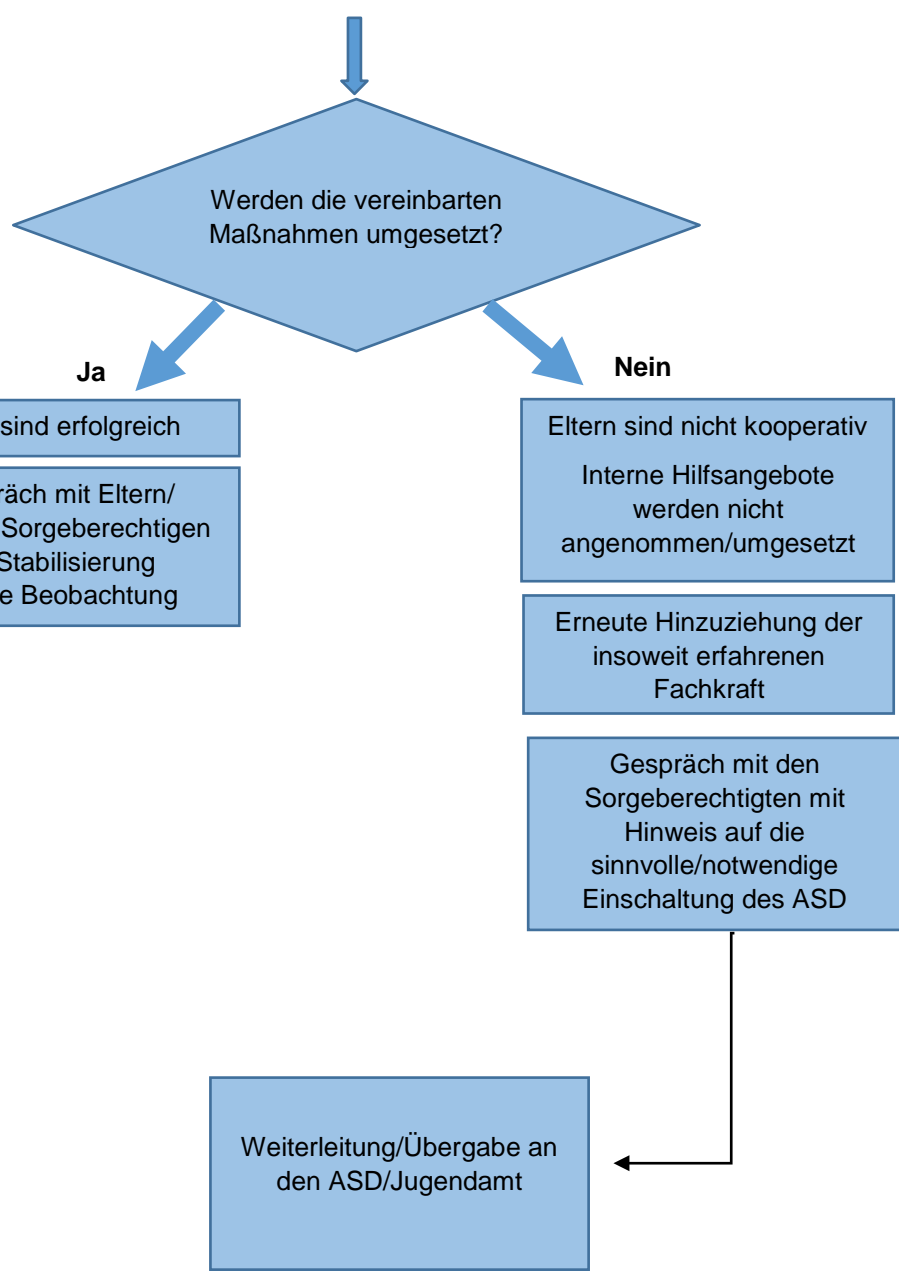 Werden die vereinbarten
Maßnahmen umgesetzt?
Ja
Nein
sind erfolgreich
mit Eltern/
Sorgeberechtigen
Stabilisierung
Beobachtung
Eltern sind nicht kooperativ
Interne Hilfsangebote
werden nicht
angenommen/umgesetzt
Erneute Hinzuziehung der
insoweit erfahrenen
Fachkraft
Gespräch mit den
Sorgeberechtigten mit
Hinweis auf die
sinnvolle/notwendige
Einschaltung des ASD
Weiterleitung/Übergabe an
den ASD/Jugendamt